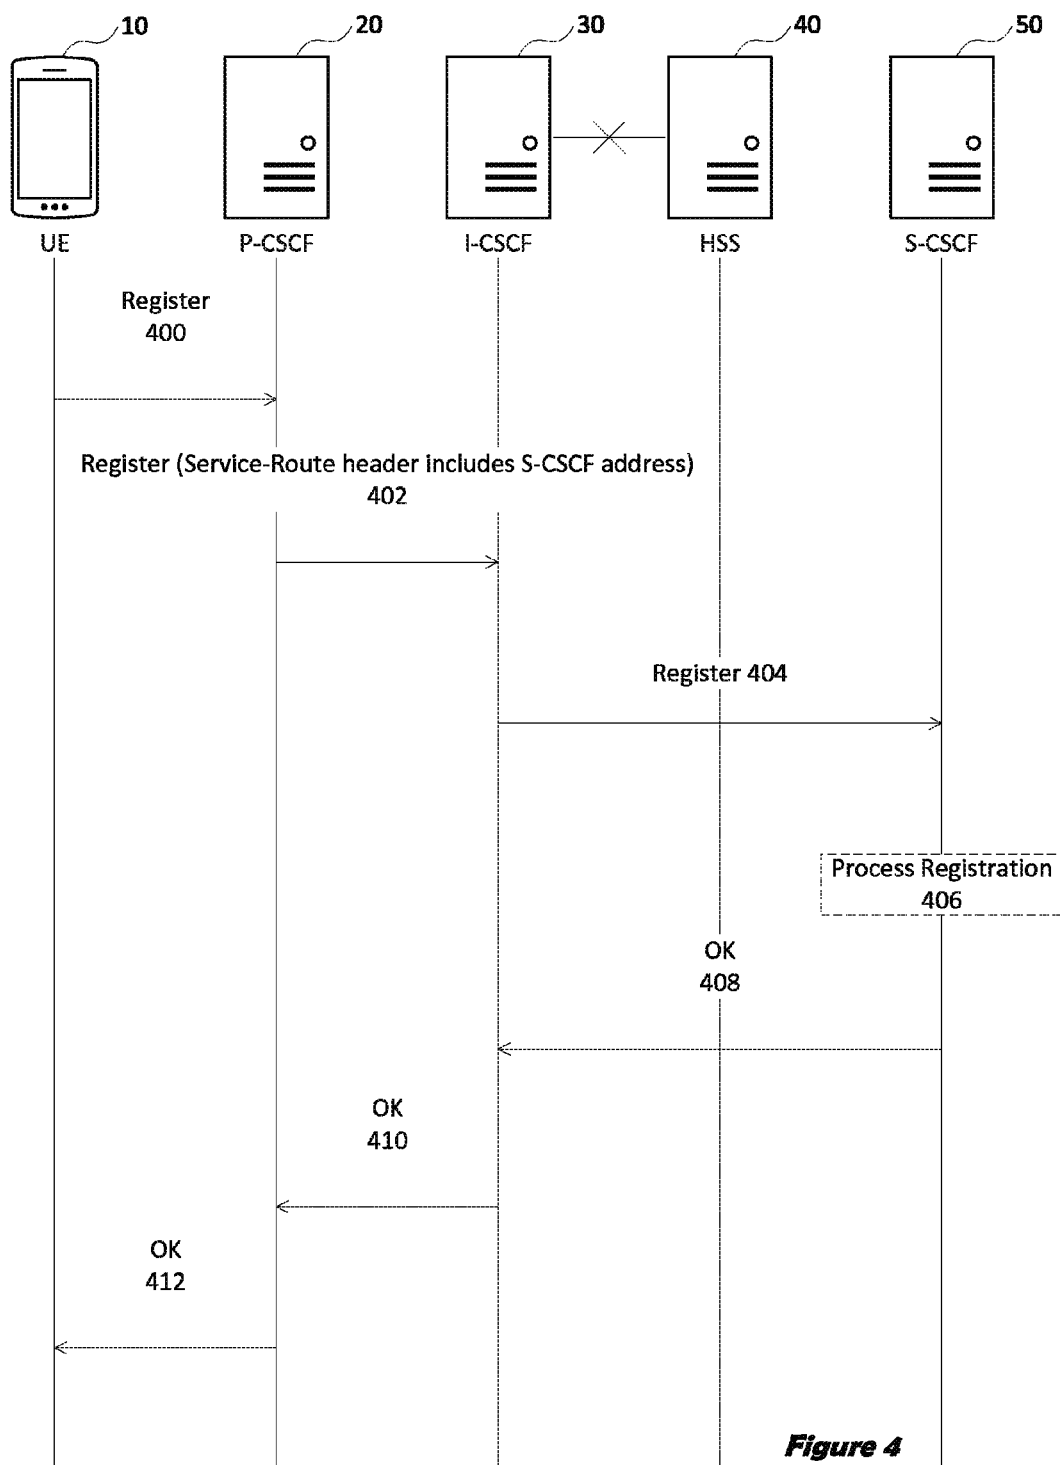 10
20
30
40
50
UE
P-CSCF
I-CSCF
HSS
S-CSCF
Register
400
Register (Service-Route header includes S-CSCF address)
402
Register 404
Process Registration
406
OK
408
OK
410
OK
412
Figure 4